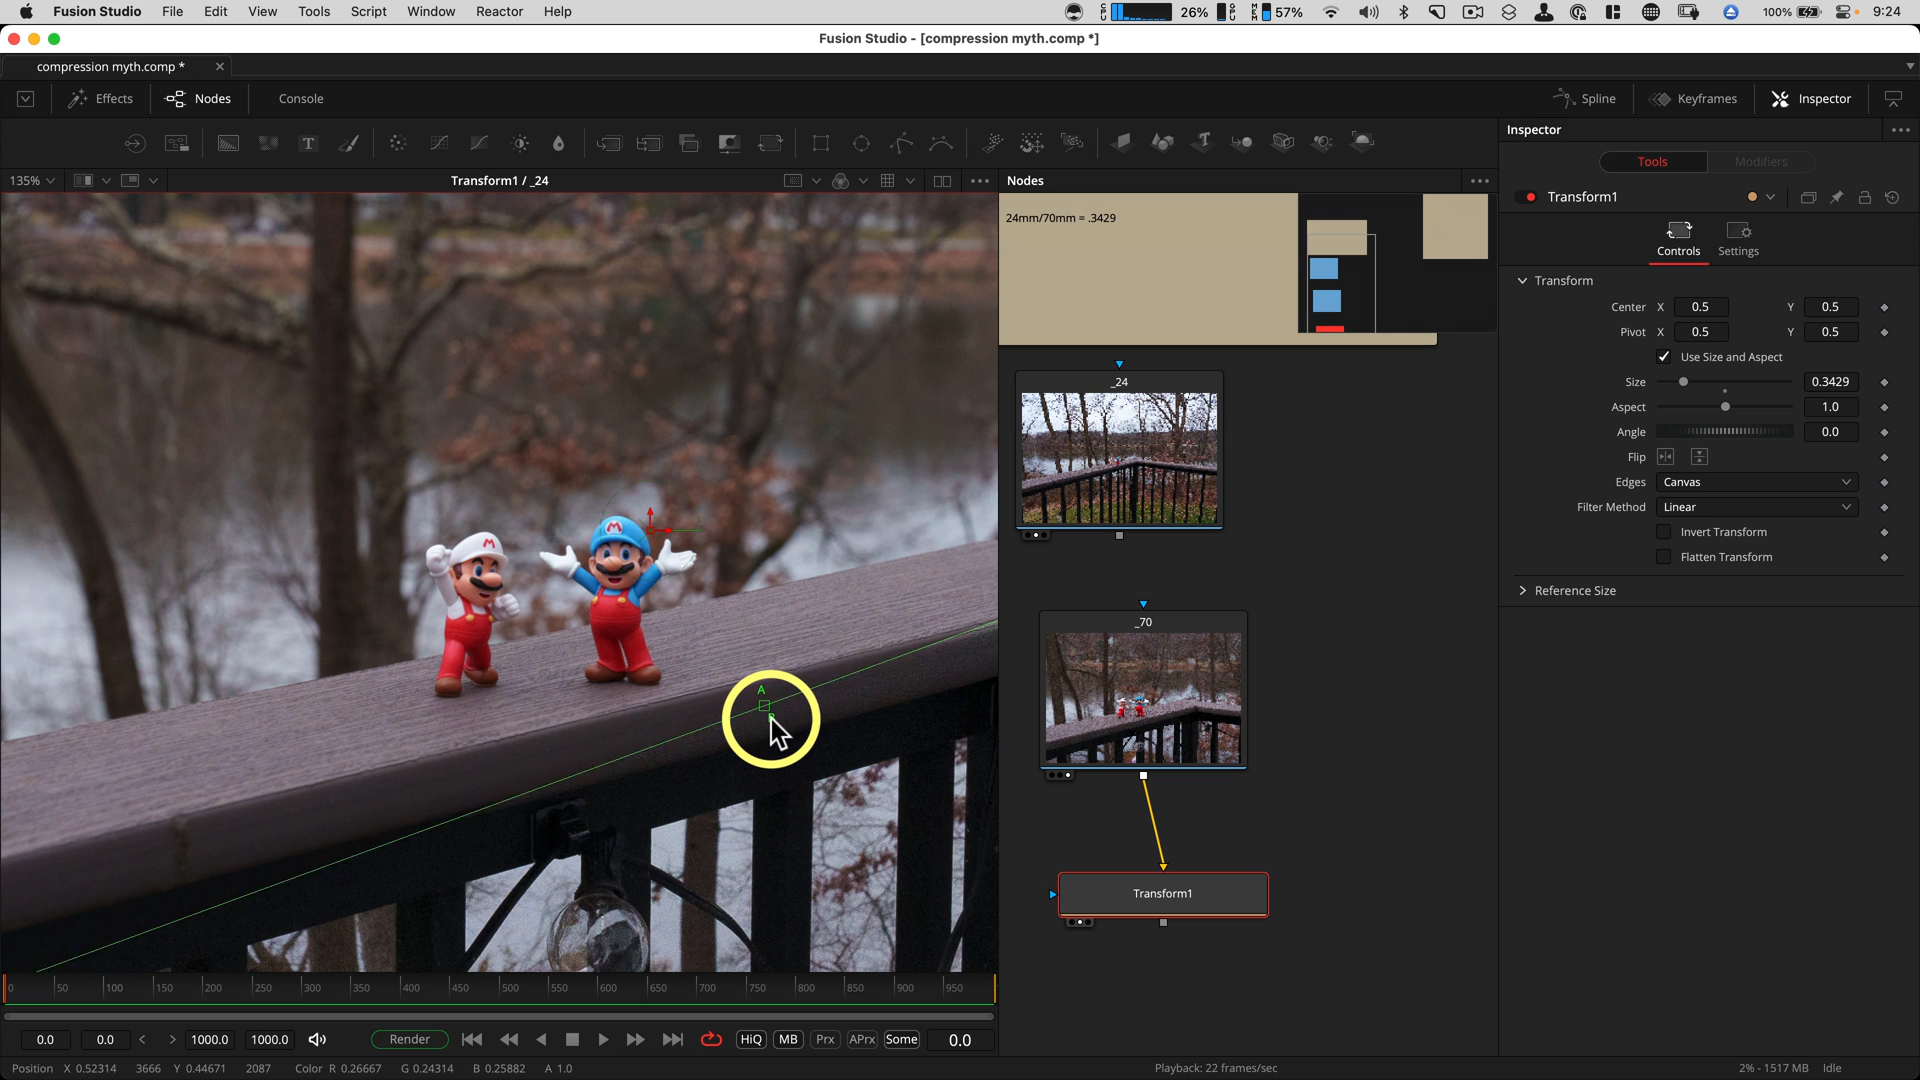 Fusion Studio File Edit View Tools Script Window Reactor Help
26% 57% 100% 9:24
Fusion Studio - [compression myth.comp *]
compression myth.comp *
Effects Nodes Console Spline Keyframes Inspector
135% Transform1 / _24
Nodes
24mm/70mm = .3429
_24
_70
Transform1
A
M
M
Inspector
Tools Modifiers
Transform1
Controls Settings
Transform
Center X 0.5 Y 0.5
Pivot X 0.5 Y 0.5
Use Size and Aspect
Size 0.3429
Aspect 1.0
Angle 0.0
Flip
Edges Canvas
Filter Method Linear
Invert Transform
Flatten Transform
Reference Size
0 50 100 150 200 250 300 350 400 450 500 550 600 650 700 750 800 850 900 950
0.0 0.0 < > 1000.0 1000.0 Render HiQ MB Prx APrx Some 0.0
Position X 0.52314 3666 Y 0.44671 2087 Color R 0.26667 G 0.24314 B 0.25882 A 1.0 Playback: 22 frames/sec 2% - 1517 MB Idle